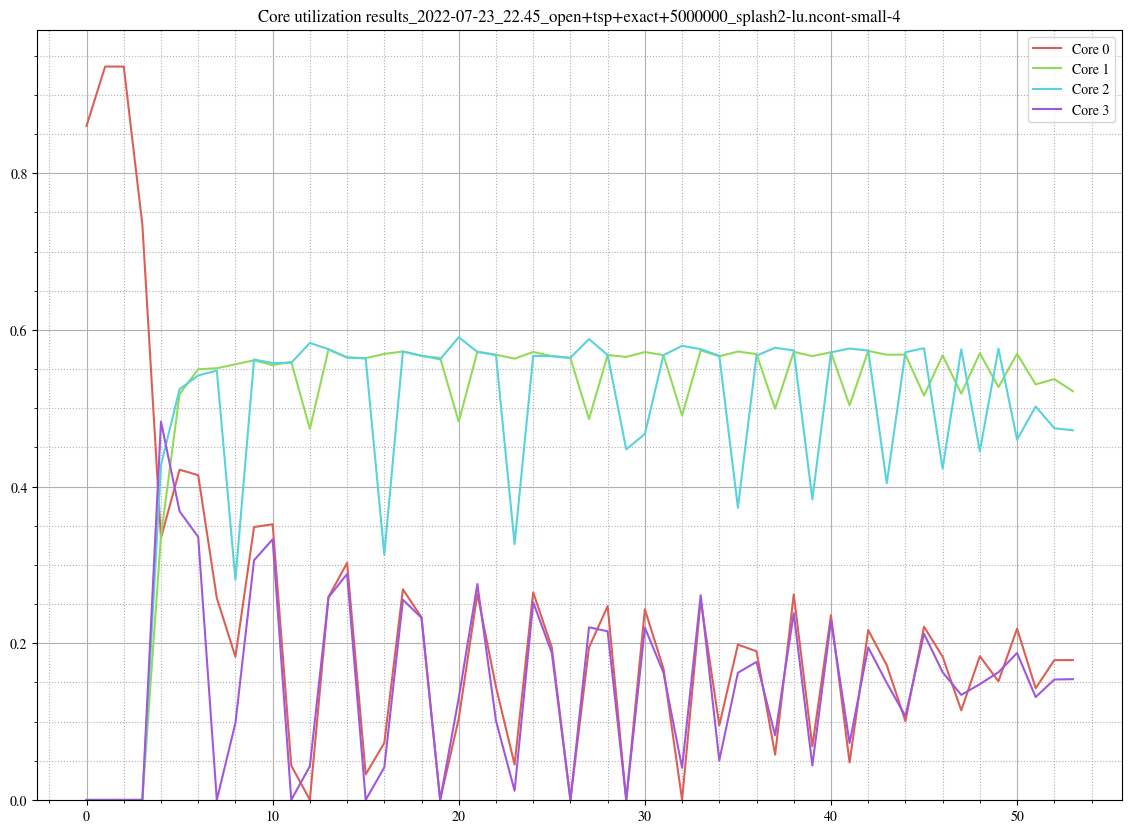 Core utilization results_2022-07-23_22.45_open+tsp+exact+5000000_splash2-lu.ncont-small-4
Core 0
Core 1
Core 2
Core 3
0.8
0.6
0.4
0.2
0.0
0 10 20 30 40 50